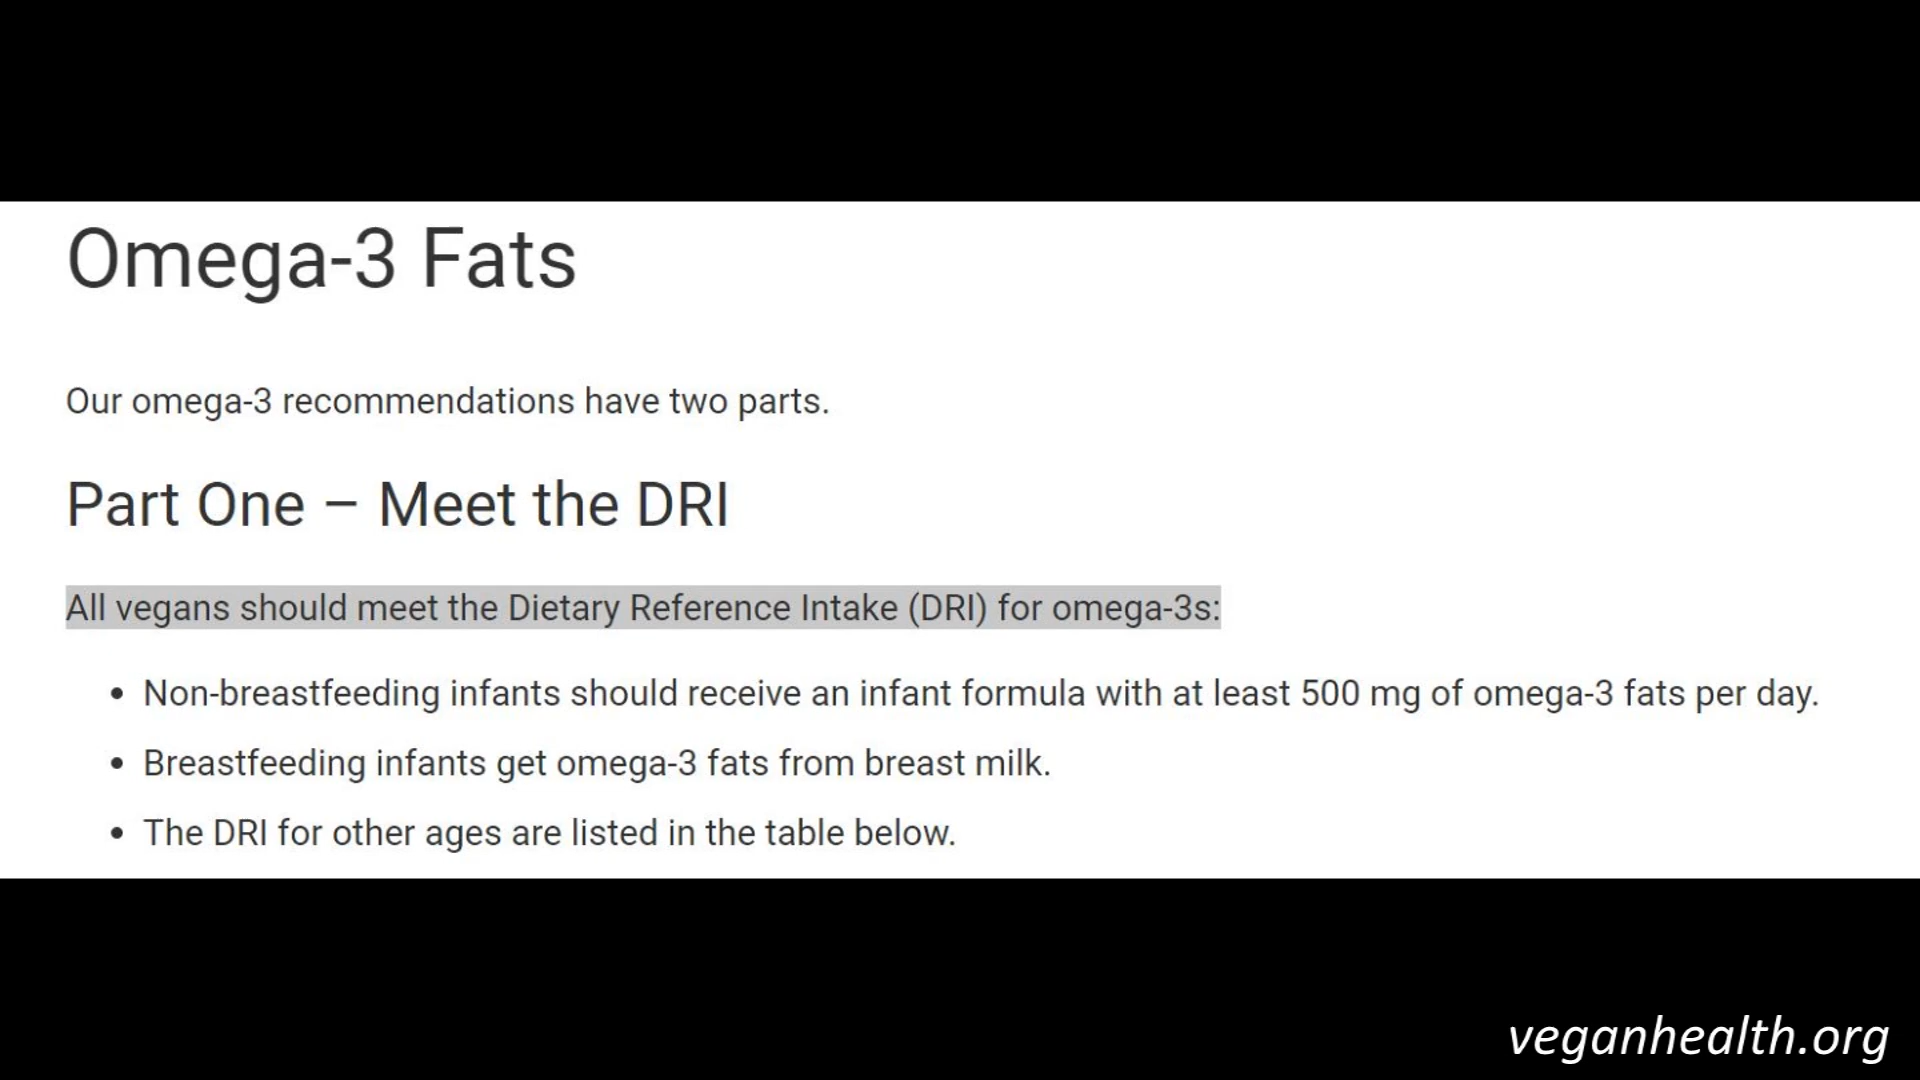 Omega-3 Fats
Our omega-3 recommendations have two parts.
Part One – Meet the DRI
All vegans should meet the Dietary Reference Intake (DRI) for omega-3s:
• Non-breastfeeding infants should receive an infant formula with at least 500 mg of omega-3 fats per day.
• Breastfeeding infants get omega-3 fats from breast milk.
• The DRI for other ages are listed in the table below.
veganhealth.org